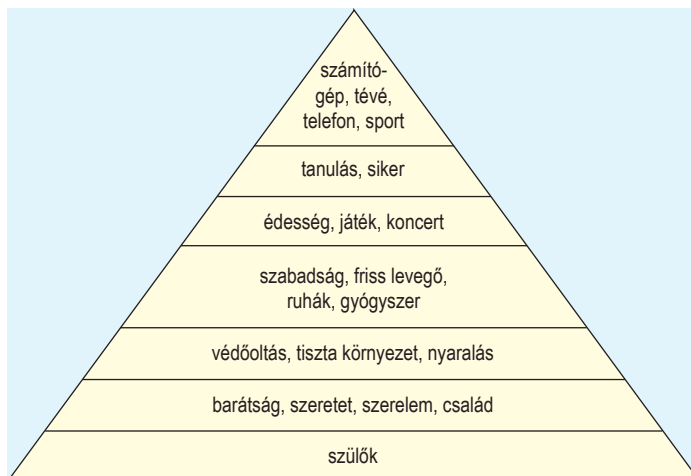 számító-
gép, tévé,
telefon, sport
tanulás, siker
édesség, játék, koncert
szabadság, friss levegő,
ruhák, gyógyszer
védőoltás, tiszta környezet, nyaralás
barátság, szeretet, szerelem, család
szülők